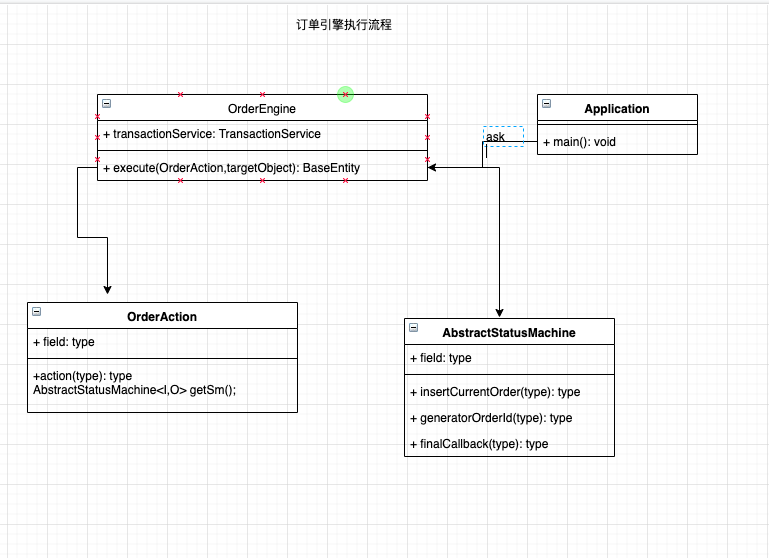 订单引擎执行流程
OrderEngine
+ transactionService: TransactionService
+ execute(OrderAction,targetObject): BaseEntity
ask
Application
+ main(): void
OrderAction
+ field: type
+action(type): type
AbstractStatusMachine<I,O> getSm();
AbstractStatusMachine
+ field: type
+ insertCurrentOrder(type): type
+ generatorOrderId(type): type
+ finalCallback(type): type